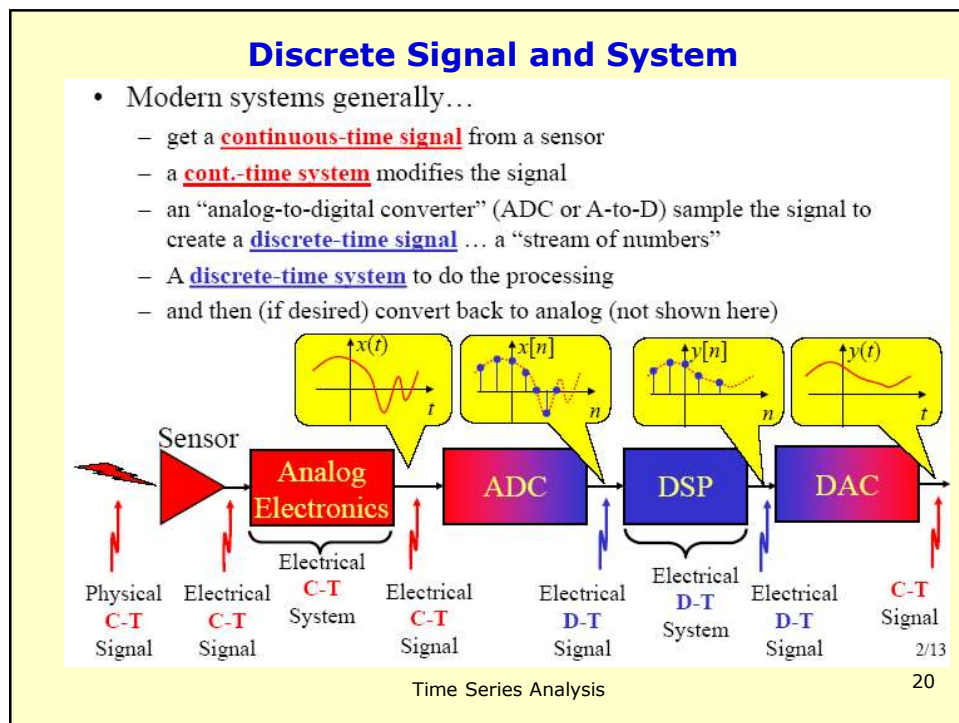 Discrete Signal and System
• Modern systems generally…
– get a continuous-time signal from a sensor
– a cont.-time system modifies the signal
– an “analog-to-digital converter” (ADC or A-to-D) sample the signal to
create a discrete-time signal … a “stream of numbers”
– A discrete-time system to do the processing
– and then (if desired) convert back to analog (not shown here)
x(t)
t
x[n]
n
y[n]
n
y(t)
t
Sensor
Analog
Electronics
ADC
DSP
DAC
Physical
C-T
Signal
Electrical
C-T
Signal
Electrical
C-T
System
Electrical
C-T
Signal
Electrical
D-T
Signal
Electrical
D-T
System
Electrical
D-T
Signal
C-T
Signal
2/13
Time Series Analysis
20